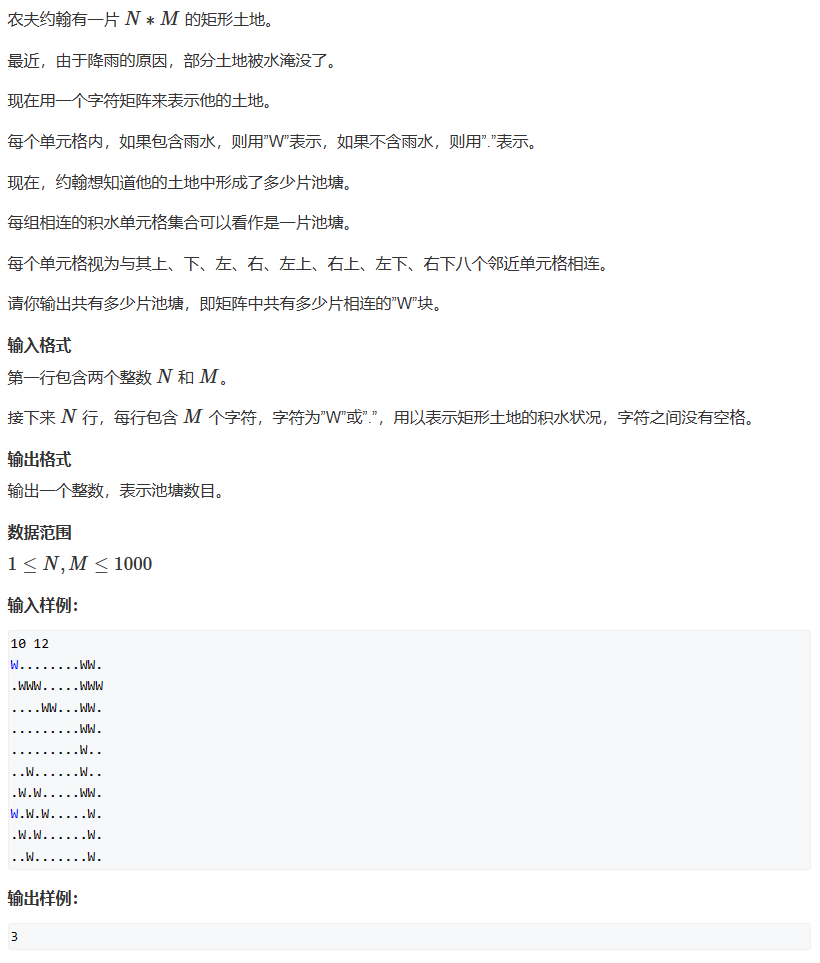 农夫约翰有一片 N ∗ M 的矩形土地。
最近，由于降雨的原因，部分土地被水淹没了。
现在用一个字符矩阵来表示他的土地。
每个单元格内，如果包含雨水，则用”W”表示，如果不含雨水，则用”.”表示。
现在，约翰想知道他的土地中形成了多少片池塘。
每组相连的积水单元格集合可以看作是一片池塘。
每个单元格视为与其上、下、左、右、左上、右上、左下、右下八个邻近单元格相连。
请你输出共有多少片池塘，即矩阵中共有多少片相连的”W”块。
输入格式
第一行包含两个整数 N 和 M。
接下来 N 行，每行包含 M 个字符，字符为”W”或”.”，用以表示矩形土地的积水状况，字符之间没有空格。
输出格式
输出一个整数，表示池塘数目。
数据范围
1 ≤ N, M ≤ 1000
输入样例：
10 12
W........WW.
.WWW.....WWW
....WW...WW.
.........WW.
.........W..
..W......W..
.W.W.....WW.
W.W.W.....W.
.W.W......W.
..W.......W.
输出样例：
3